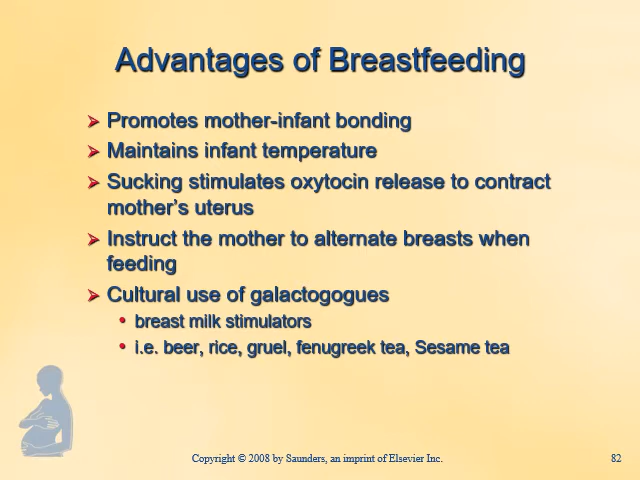 Advantages of Breastfeeding
➢ Promotes mother-infant bonding
➢ Maintains infant temperature
➢ Sucking stimulates oxytocin release to contract
mother’s uterus
➢ Instruct the mother to alternate breasts when
feeding
➢ Cultural use of galactogogues
• breast milk stimulators
• i.e. beer, rice, gruel, fenugreek tea, Sesame tea
Copyright © 2008 by Saunders, an imprint of Elsevier Inc.
82